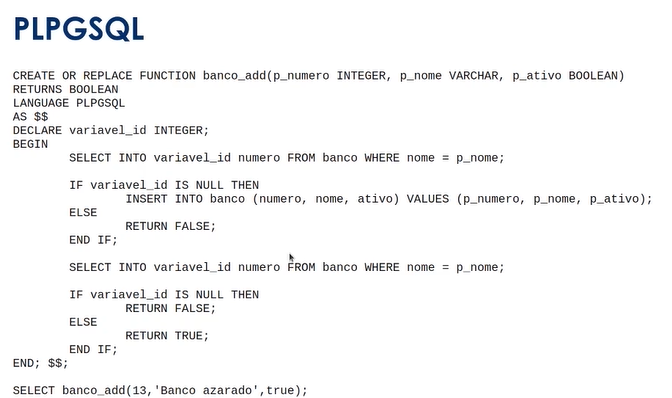 PLPGSQL
CREATE OR REPLACE FUNCTION banco_add(p_numero INTEGER, p_nome VARCHAR, p_ativo BOOLEAN)
RETURNS BOOLEAN
LANGUAGE PLPGSQL
AS $$
DECLARE variavel_id INTEGER;
BEGIN
        SELECT INTO variavel_id numero FROM banco WHERE nome = p_nome;

        IF variavel_id IS NULL THEN
                INSERT INTO banco (numero, nome, ativo) VALUES (p_numero, p_nome, p_ativo);
        ELSE
                RETURN FALSE;
        END IF;

        SELECT INTO variavel_id numero FROM banco WHERE nome = p_nome;

        IF variavel_id IS NULL THEN
                RETURN FALSE;
        ELSE
                RETURN TRUE;
        END IF;
END; $$;

SELECT banco_add(13,'Banco azarado',true);